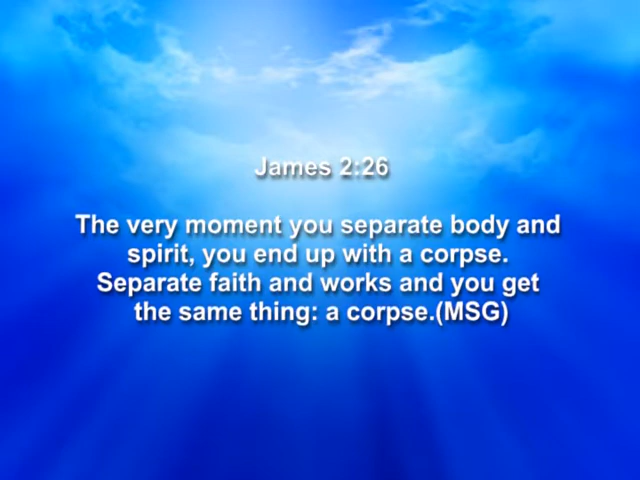 James 2:26
The very moment you separate body and
spirit, you end up with a corpse.
Separate faith and works and you get
the same thing: a corpse.(MSG)